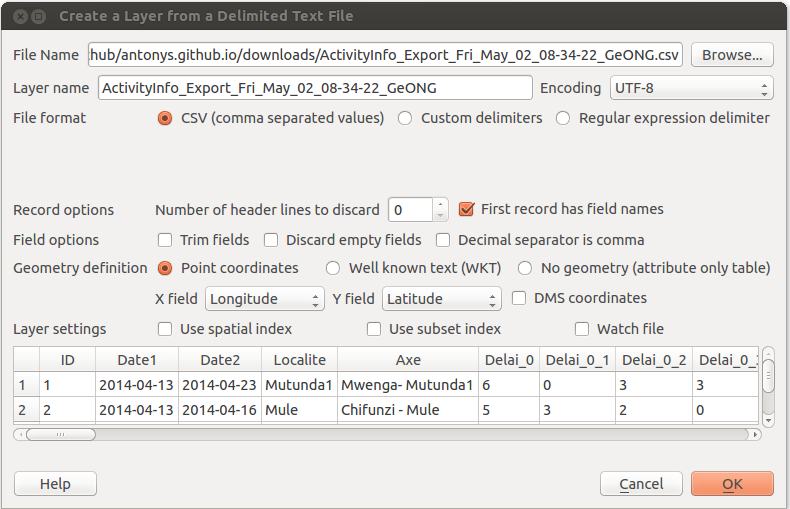 Create a Layer from a Delimited Text File
File Name :hub/antonys.github.io/downloads/ActivityInfo_Export_Fri_May_02_08-34-22_GeONG.csv Browse...
Layer name ActivityInfo_Export_Fri_May_02_08-34-22_GeONG Encoding UTF-8
File format CSV (comma separated values) Custom delimiters Regular expression delimiter
Record options Number of header lines to discard 0 First record has field names
Field options Trim fields Discard empty fields Decimal separator is comma
Geometry definition Point coordinates Well known text (WKT) No geometry (attribute only table)
X field Longitude Y field Latitude DMS coordinates
Layer settings Use spatial index Use subset index Watch file
ID Date1 Date2 Localite Axe Delai_0 Delai_0_1 Delai_0_2 Delai_0_
1 1 2014-04-13 2014-04-23 Mutunda1 Mwenga- Mutunda1 6 0 3 3
2 2 2014-04-13 2014-04-16 Mule Chifunzi - Mule 5 3 2 0
Help Cancel OK